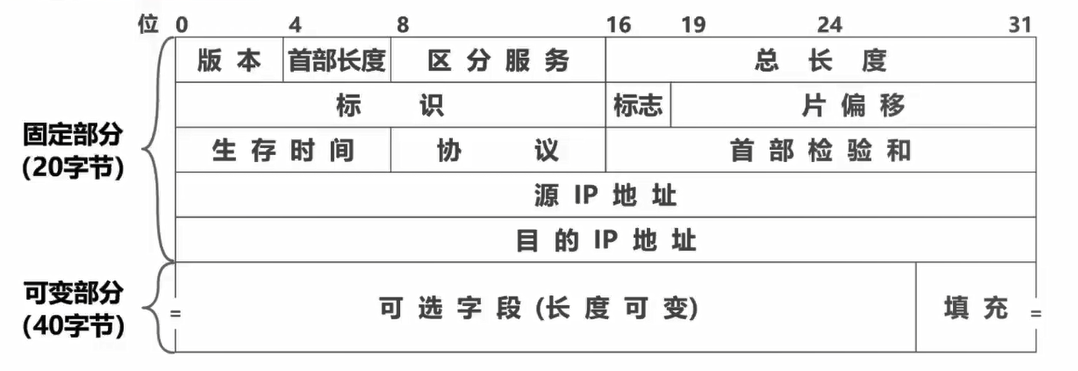 位 0 4 8 16 19 24 31
版 本 首部长度 区 分 服 务 总 长 度
标 识 标志 片 偏 移
固定部分
(20字节)
生 存 时 间 协 议 首 部 检 验 和
源 IP 地 址
目 的 IP 地 址
可变部分
(40字节)
= 可 选 字 段 (长 度 可 变) 填 充 =